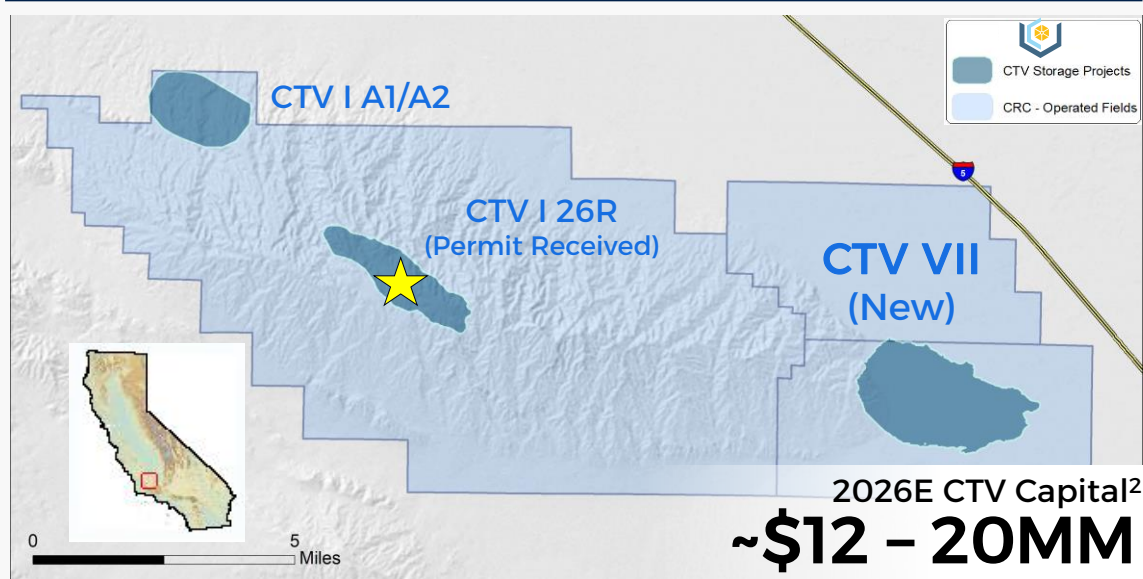 CTV Storage Projects
CRC - Operated Fields
CTV I A1/A2
5
CTV I 26R
(Permit Received)
CTV VII
(New)
0 5
Miles
2026E CTV Capital²
~$12 – 20MM